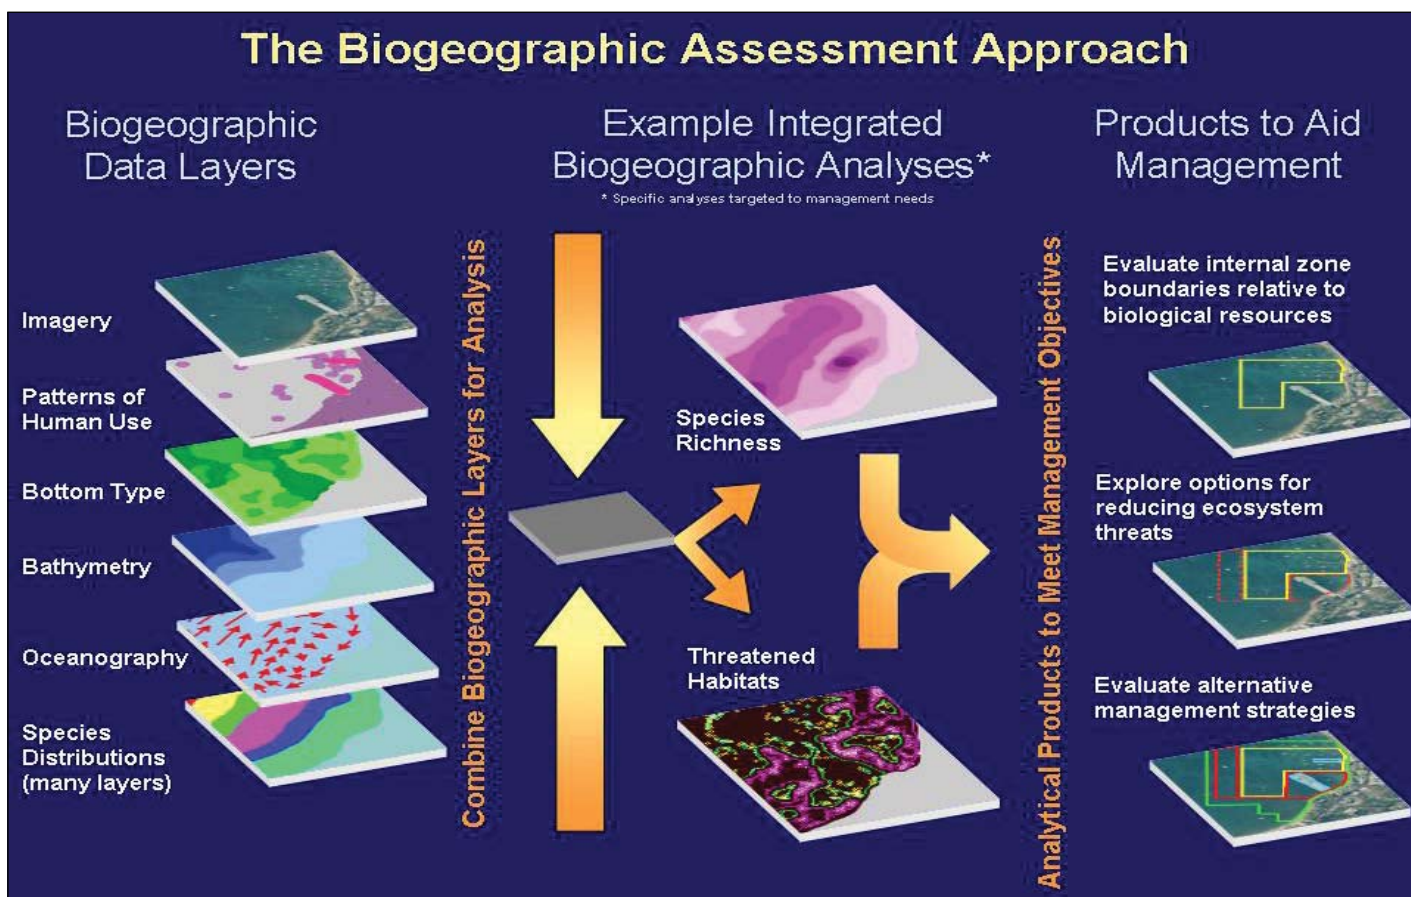 The Biogeographic Assessment Approach
Biogeographic
Data Layers
Imagery
Patterns of
Human Use
Bottom Type
Bathymetry
Oceanography
Species
Distributions
(many layers)
Combine Biogeographic Layers for Analysis
Example Integrated
Biogeographic Analyses*
* Specific analyses targeted to management needs
Species
Richness
Threatened
Habitats
Analytical Products to Meet Management Objectives
Products to Aid
Management
Evaluate internal zone
boundaries relative to
biological resources
Explore options for
reducing ecosystem
threats
Evaluate alternative
management strategies